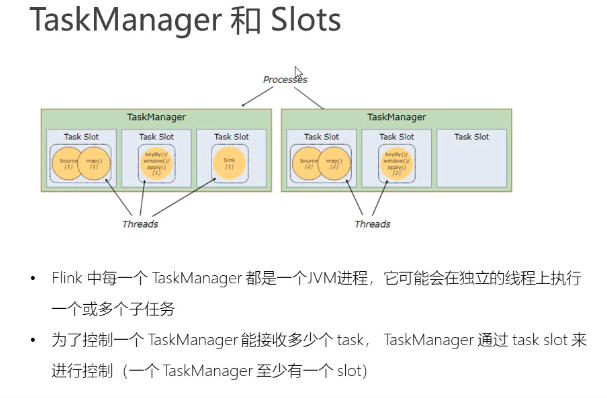 TaskManager 和 Slots
Processes
TaskManager
TaskManager
Task Slot
Task Slot
Task Slot
Task Slot
Task Slot
Task Slot
Source
[1]
map()
[1]
keyBy()/
window()/
apply()
[1]
Sink
[1]
Source
[2]
map()
[2]
keyBy()/
window()/
apply()
[2]
Threads
Threads
• Flink 中每一个 TaskManager 都是一个JVM进程，它可能会在独立的线程上执行
一个或多个子任务
• 为了控制一个 TaskManager 能接收多少个 task， TaskManager 通过 task slot 来
进行控制（一个 TaskManager 至少有一个 slot）